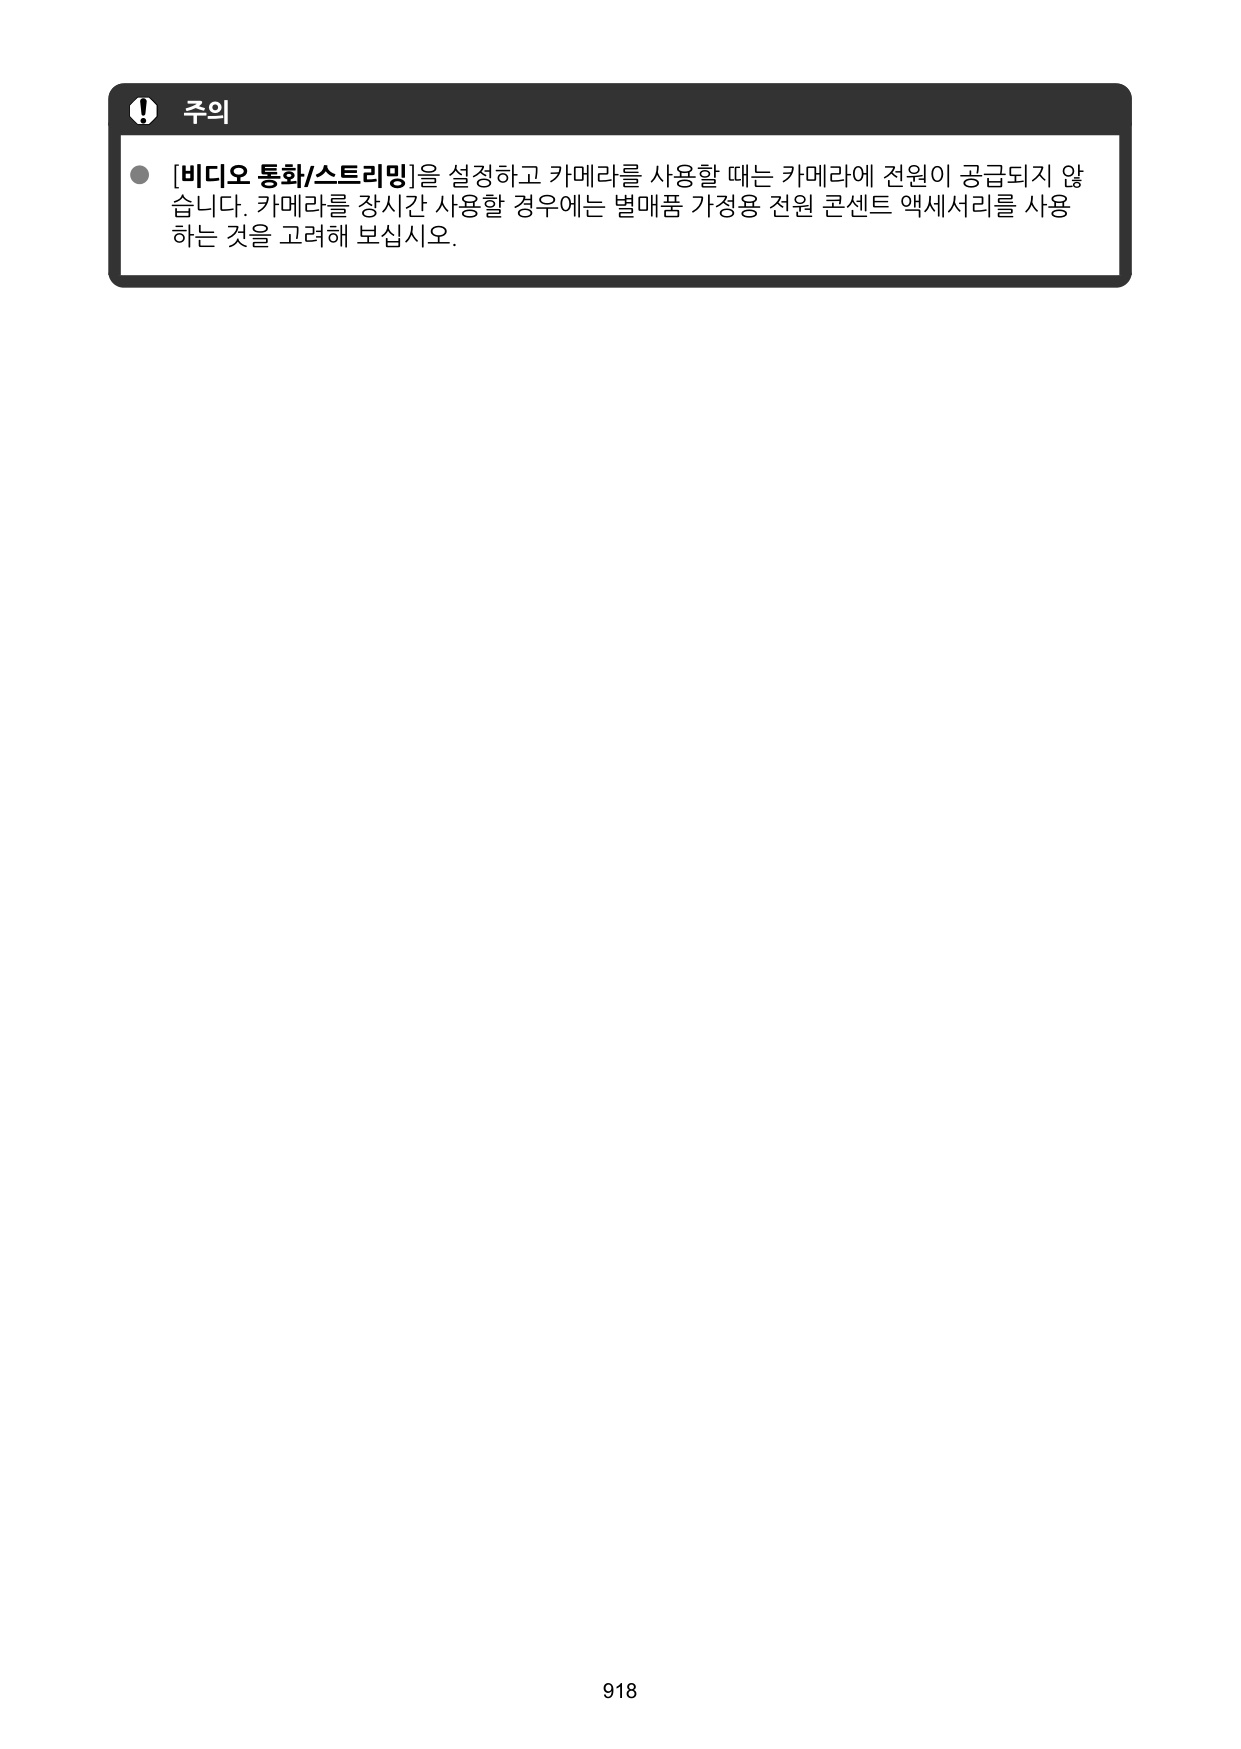 주의
[비디오 통화/스트리밍]을 설정하고 카메라를 사용할 때는 카메라에 전원이 공급되지 않
습니다. 카메라를 장시간 사용할 경우에는 별매품 가정용 전원 콘센트 액세서리를 사용
하는 것을 고려해 보십시오.
918